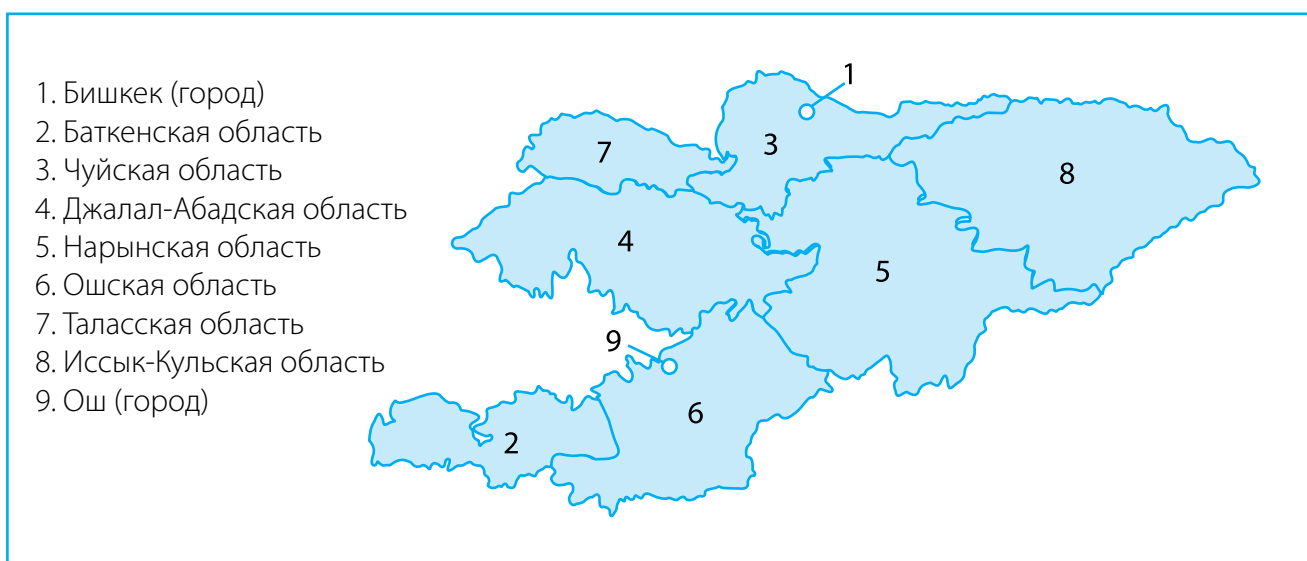 1. Бишкек (город)
2. Баткенская область
3. Чуйская область
4. Джалал-Абадская область
5. Нарынская область
6. Ошская область
7. Таласская область
8. Иссык-Кульская область
9. Ош (город)
1
3
7
8
4
5
9
6
2